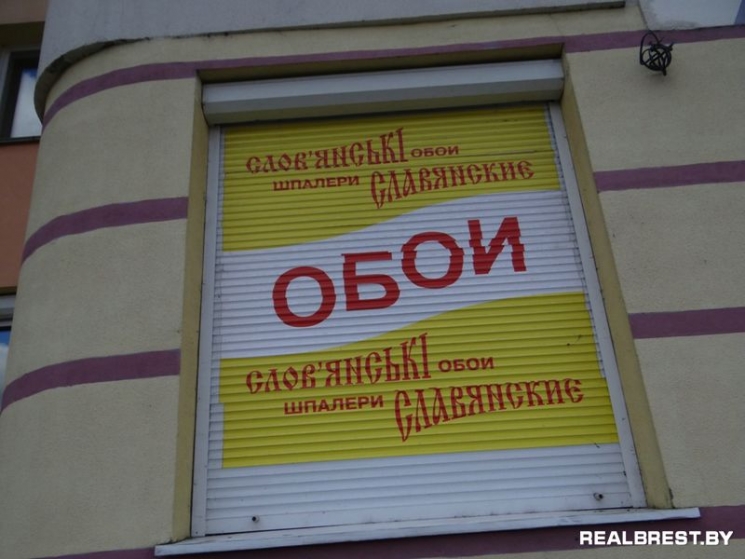 СЛОВ'ЯНСЬКІ ОБОИ
ШПАЛЕРИ СЛАВЯНСКИЕ
ОБОИ
СЛОВ'ЯНСЬКІ ОБОИ
ШПАЛЕРИ СЛАВЯНСКИЕ
REALBREST.BY